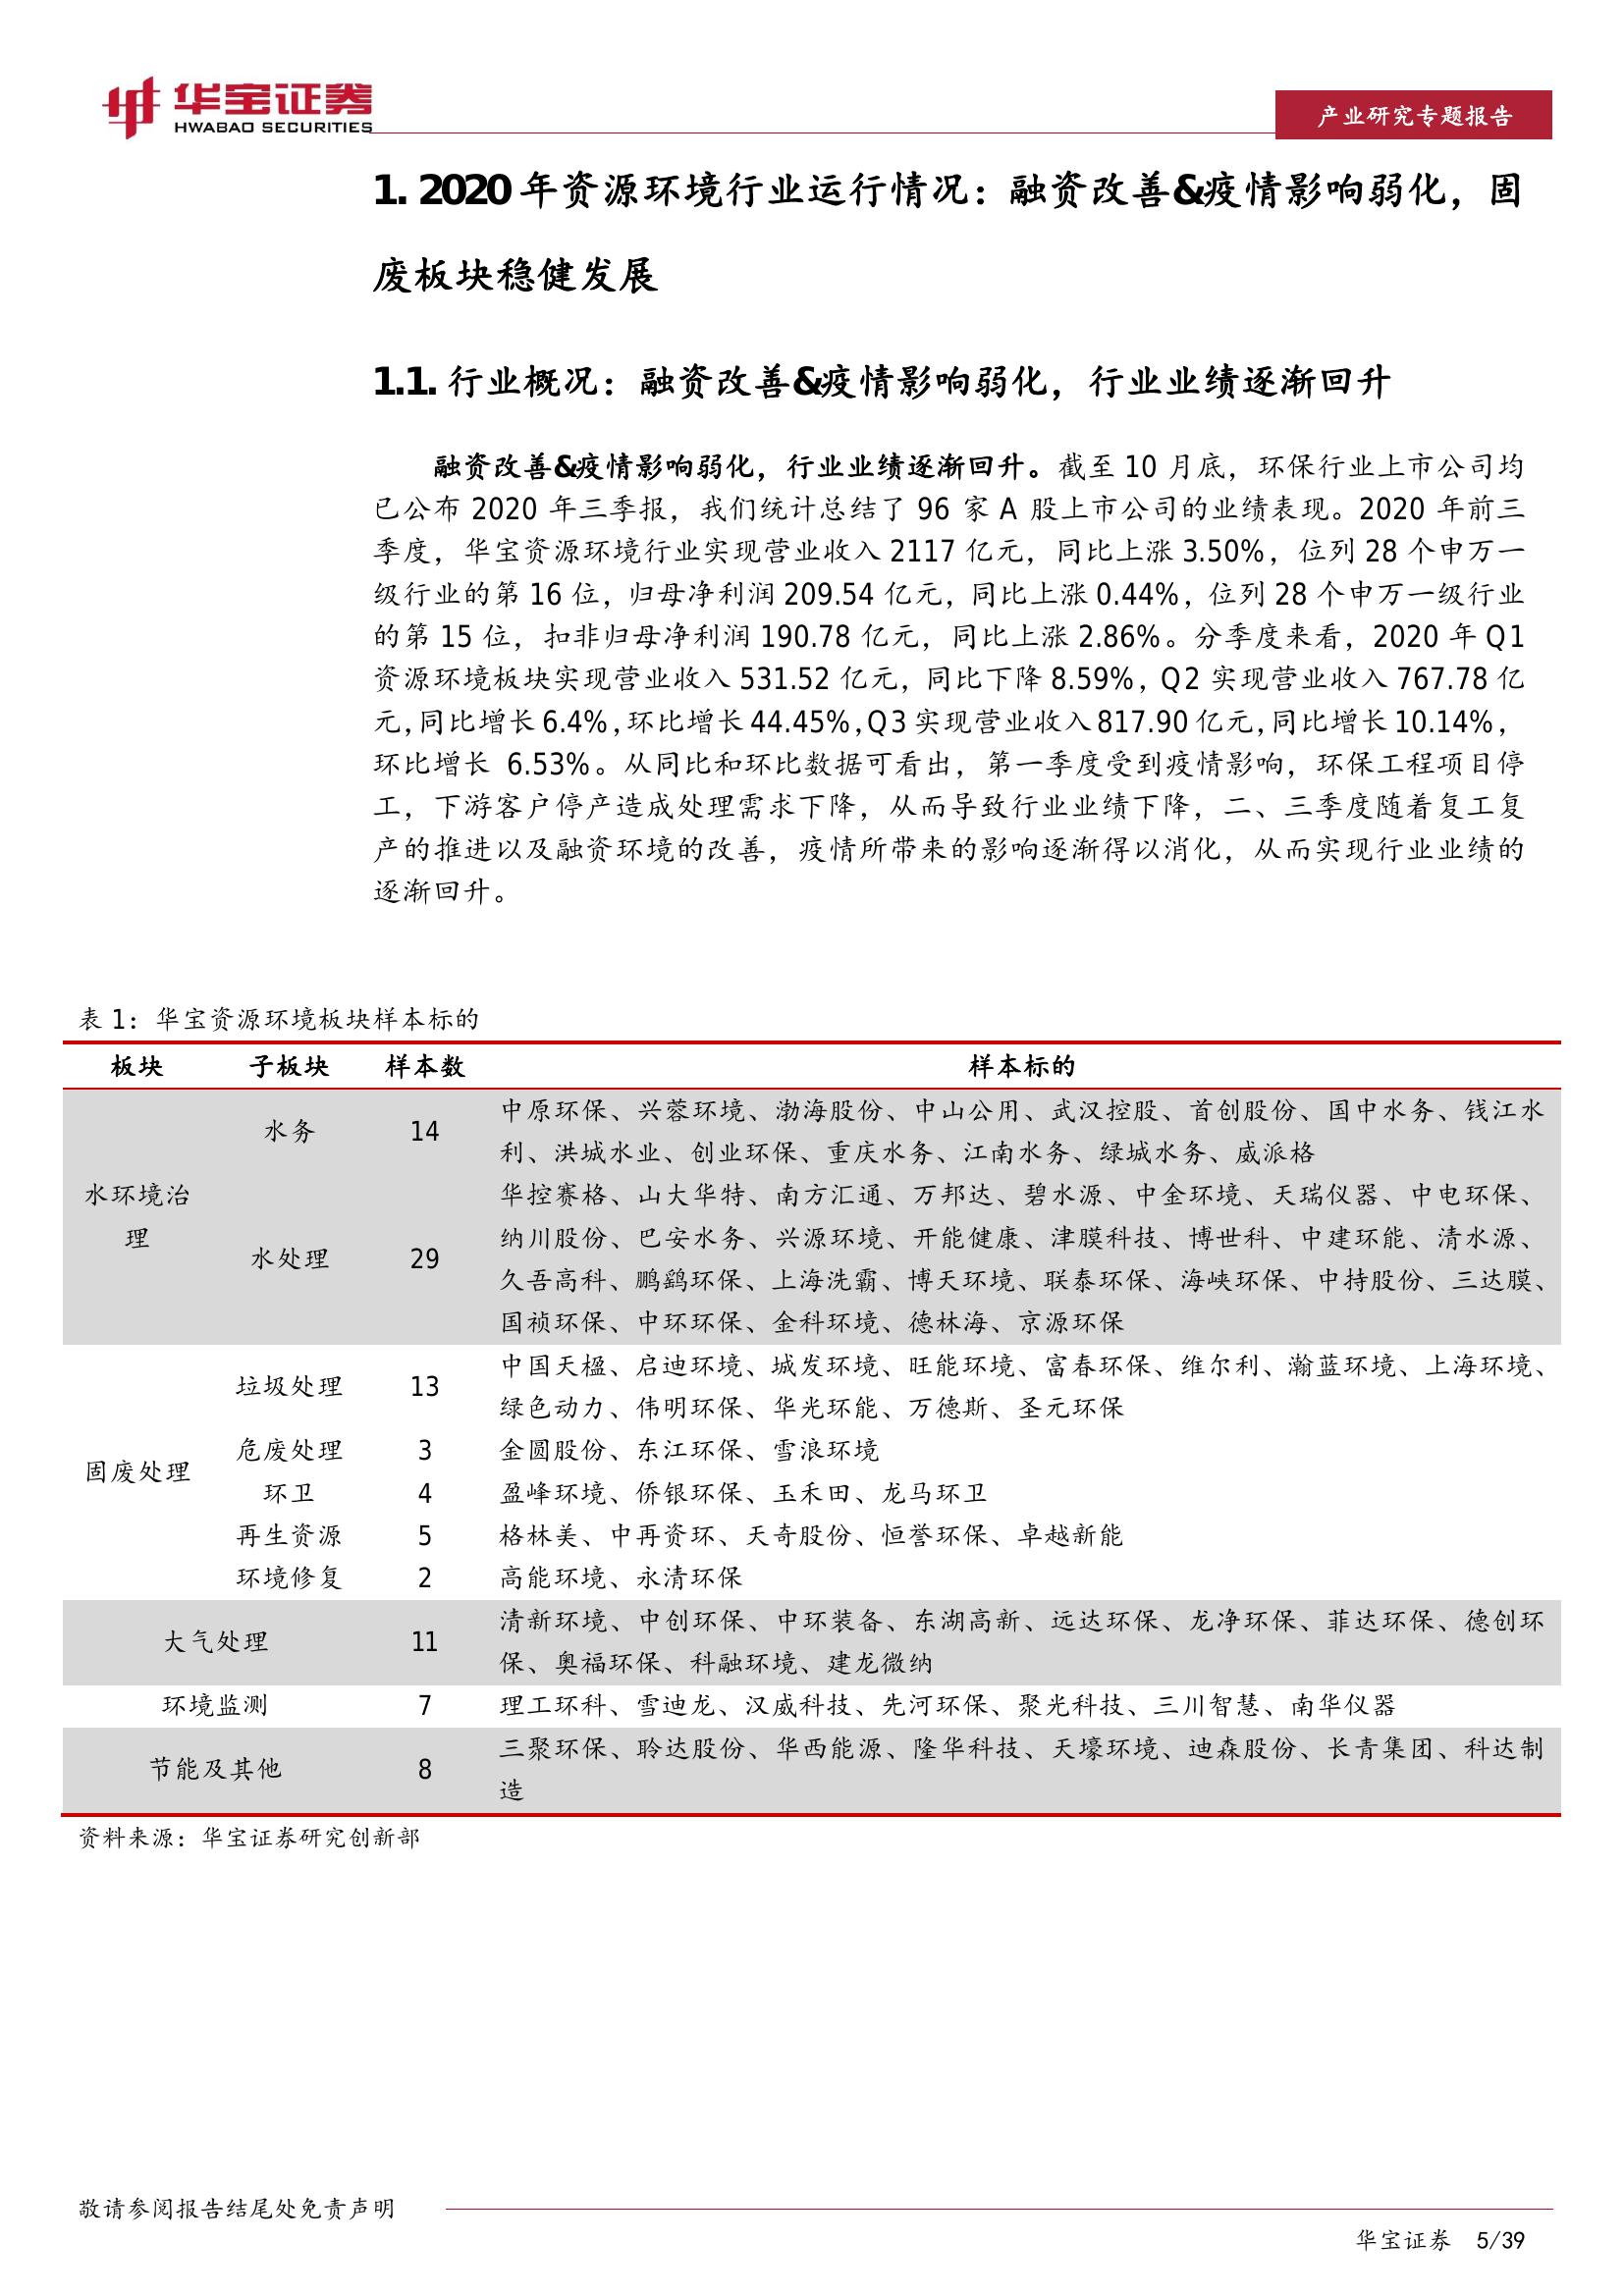 华宝证券
HWABAO SECURITIES
产业研究专题报告
1. 2020 年资源环境行业运行情况：融资改善&疫情影响弱化，固
废板块稳健发展
1.1. 行业概况：融资改善&疫情影响弱化，行业业绩逐渐回升
融资改善&疫情影响弱化，行业业绩逐渐回升。截至 10 月底，环保行业上市公司均
已公布 2020 年三季报，我们统计总结了 96 家 A 股上市公司的业绩表现。2020 年前三
季度，华宝资源环境行业实现营业收入 2117 亿元，同比上涨 3.50%，位列 28 个申万一
级行业的第 16 位，归母净利润 209.54 亿元，同比上涨 0.44%，位列 28 个申万一级行业
的第 15 位，扣非归母净利润 190.78 亿元，同比上涨 2.86%。分季度来看，2020 年 Q1
资源环境板块实现营业收入 531.52 亿元，同比下降 8.59%，Q2 实现营业收入 767.78 亿
元，同比增长 6.4%，环比增长 44.45%，Q3 实现营业收入 817.90 亿元，同比增长 10.14%，
环比增长 6.53%。从同比和环比数据可看出，第一季度受到疫情影响，环保工程项目停
工，下游客户停产造成处理需求下降，从而导致行业业绩下降，二、三季度随着复工复
产的推进以及融资环境的改善，疫情所带来的影响逐渐得以消化，从而实现行业业绩的
逐渐回升。
表 1：华宝资源环境板块样本标的
板块 子板块 样本数 样本标的
水环境治
理
水务 14
中原环保、兴蓉环境、渤海股份、中山公用、武汉控股、首创股份、国中水务、钱江水
利、洪城水业、创业环保、重庆水务、江南水务、绿城水务、威派格
水处理 29
华控赛格、山大华特、南方汇通、万邦达、碧水源、中金环境、天瑞仪器、中电环保、
纳川股份、巴安水务、兴源环境、开能健康、津膜科技、博世科、中建环能、清水源、
久吾高科、鹏鹞环保、上海洗霸、博天环境、联泰环保、海峡环保、中持股份、三达膜、
国祯环保、中环环保、金科环境、德林海、京源环保
固废处理
垃圾处理 13
中国天楹、启迪环境、城发环境、旺能环境、富春环保、维尔利、瀚蓝环境、上海环境、
绿色动力、伟明环保、华光环能、万德斯、圣元环保
危废处理 3 金圆股份、东江环保、雪浪环境
环卫 4 盈峰环境、侨银环保、玉禾田、龙马环卫
再生资源 5 格林美、中再资环、天奇股份、恒誉环保、卓越新能
环境修复 2 高能环境、永清环保
大气处理 11
清新环境、中创环保、中环装备、东湖高新、远达环保、龙净环保、菲达环保、德创环
保、奥福环保、科融环境、建龙微纳
环境监测 7 理工环科、雪迪龙、汉威科技、先河环保、聚光科技、三川智慧、南华仪器
节能及其他 8
三聚环保、聆达股份、华西能源、隆华科技、天壕环境、迪森股份、长青集团、科达制
造
资料来源：华宝证券研究创新部
敬请参阅报告结尾处免责声明
华宝证券 5/39